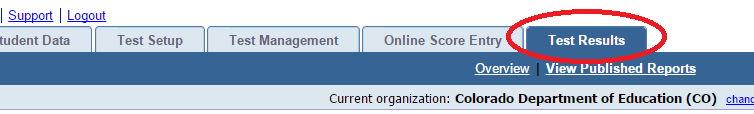 | Support | Logout
tudent Data Test Setup Test Management Online Score Entry Test Results
Overview | View Published Reports
Current organization: Colorado Department of Education (CO) chan